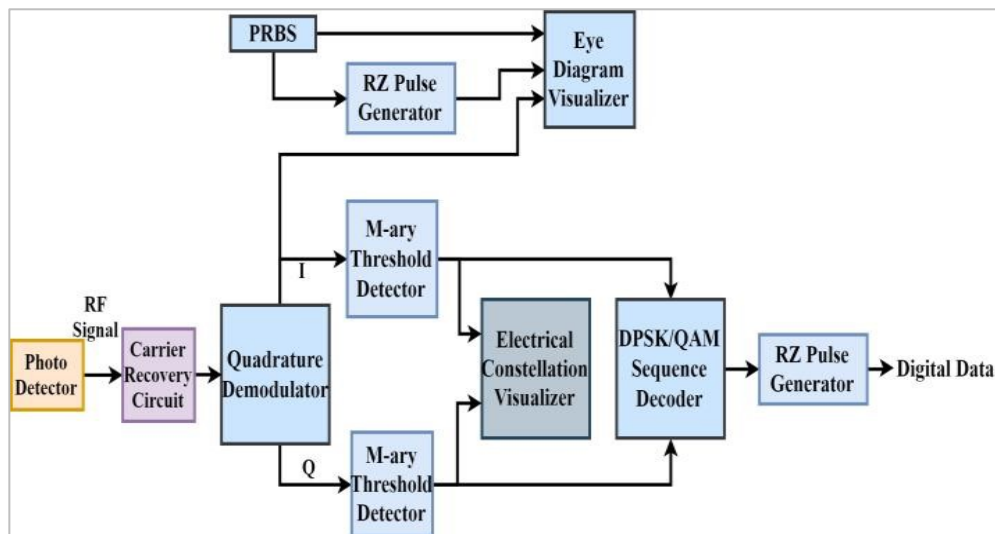 PRBS
Eye
Diagram
Visualizer
RZ Pulse
Generator
M-ary
Threshold
Detector
I
RF
Signal
Photo
Detector
Carrier
Recovery
Circuit
Quadrature
Demodulator
Electrical
Constellation
Visualizer
DPSK/QAM
Sequence
Decoder
RZ Pulse
Generator
Digital Data
Q
M-ary
Threshold
Detector